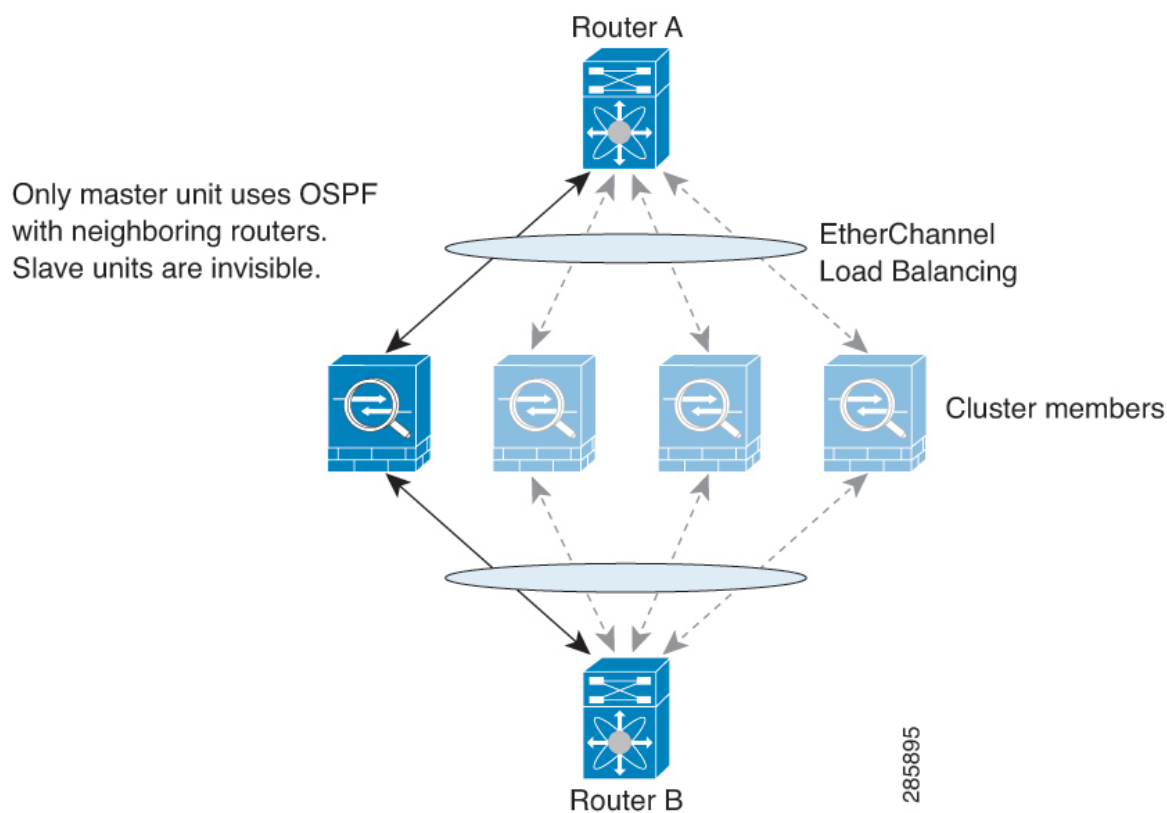 Router A
Only master unit uses OSPF
with neighboring routers.
Slave units are invisible.
EtherChannel
Load Balancing
Cluster members
Router B
285895